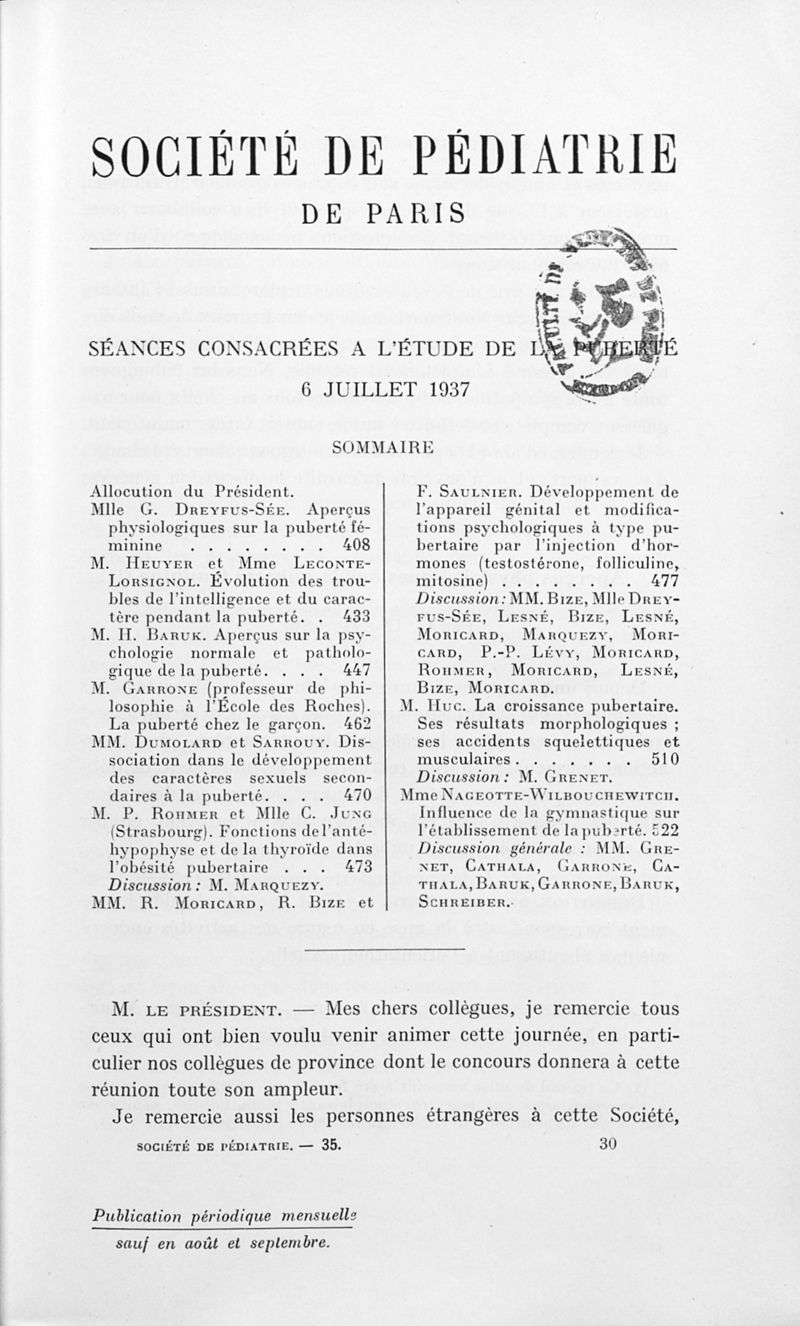 SOCIÉTÉ DE PÉDIATRIE
DE PARIS
SÉANCES CONSACRÉES A L'ÉTUDE DE LA PUBERTÉ
6 JUILLET 1937
SOMMAIRE
Allocution du Président.
Mlle G. DREYFUS-SÉE. Aperçus
physiologiques sur la puberté fé-
minine . . . . . . . . 408
M. HEUYER et Mme LECONTE-
LORSIGNOL. Évolution des trou-
bles de l'intelligence et du carac-
tère pendant la puberté. . 433
M. H. BARUK. Aperçus sur la psy-
chologie normale et patholo-
gique de la puberté. . . . 447
M. GARRONE (professeur de phi-
losophie à l'École des Roches).
La puberté chez le garçon. 462
MM. DUMOLARD et SARROUY. Dis-
sociation dans le développement
des caractères sexuels secon-
daires à la puberté. . . . 470
M. P. ROHMER et Mlle C. JUNG
(Strasbourg). Fonctions de l'anté-
hypophyse et de la thyroïde dans
l'obésité pubertaire . . . 473
Discussion : M. MARQUEZY.
MM. R. MORICARD, R. BIZE et
F. SAULNIER. Développement de
l'appareil génital et modifica-
tions psychologiques à type pu-
bertaire par l'injection d'hor-
mones (testostérone, folliculine,
mitosine) . . . . . . . . 477
Discussion : MM. BIZE, Mlle DREY-
FUS-SÉE, LESNÉ, BIZE, LESNÉ,
MORICARD, MARQUEZY, MORI-
CARD, P.-P. LÉVY, MORICARD,
ROHMER, MORICARD, LESNÉ,
BIZE, MORICARD.
M. HUC. La croissance pubertaire.
Ses résultats morphologiques ;
ses accidents squelettiques et
musculaires . . . . . . . 510
Discussion : M. GRENET.
Mme NAGEOTTE-WILBOUCHEWITCH.
Influence de la gymnastique sur
l'établissement de la puberté. 522
Discussion générale : MM. GRE-
NET, CATHALA, GARRONE, CA-
THALA, BARUK, GARRONE, BARUK,
SCHREIBER.
M. LE PRÉSIDENT. — Mes chers collègues, je remercie tous
ceux qui ont bien voulu venir animer cette journée, en parti-
culier nos collègues de province dont le concours donnera à cette
réunion toute son ampleur.
Je remercie aussi les personnes étrangères à cette Société,
SOCIÉTÉ DE PÉDIATRIE. — 35. 30
Publication périodique mensuelle
sauf en août et septembre.